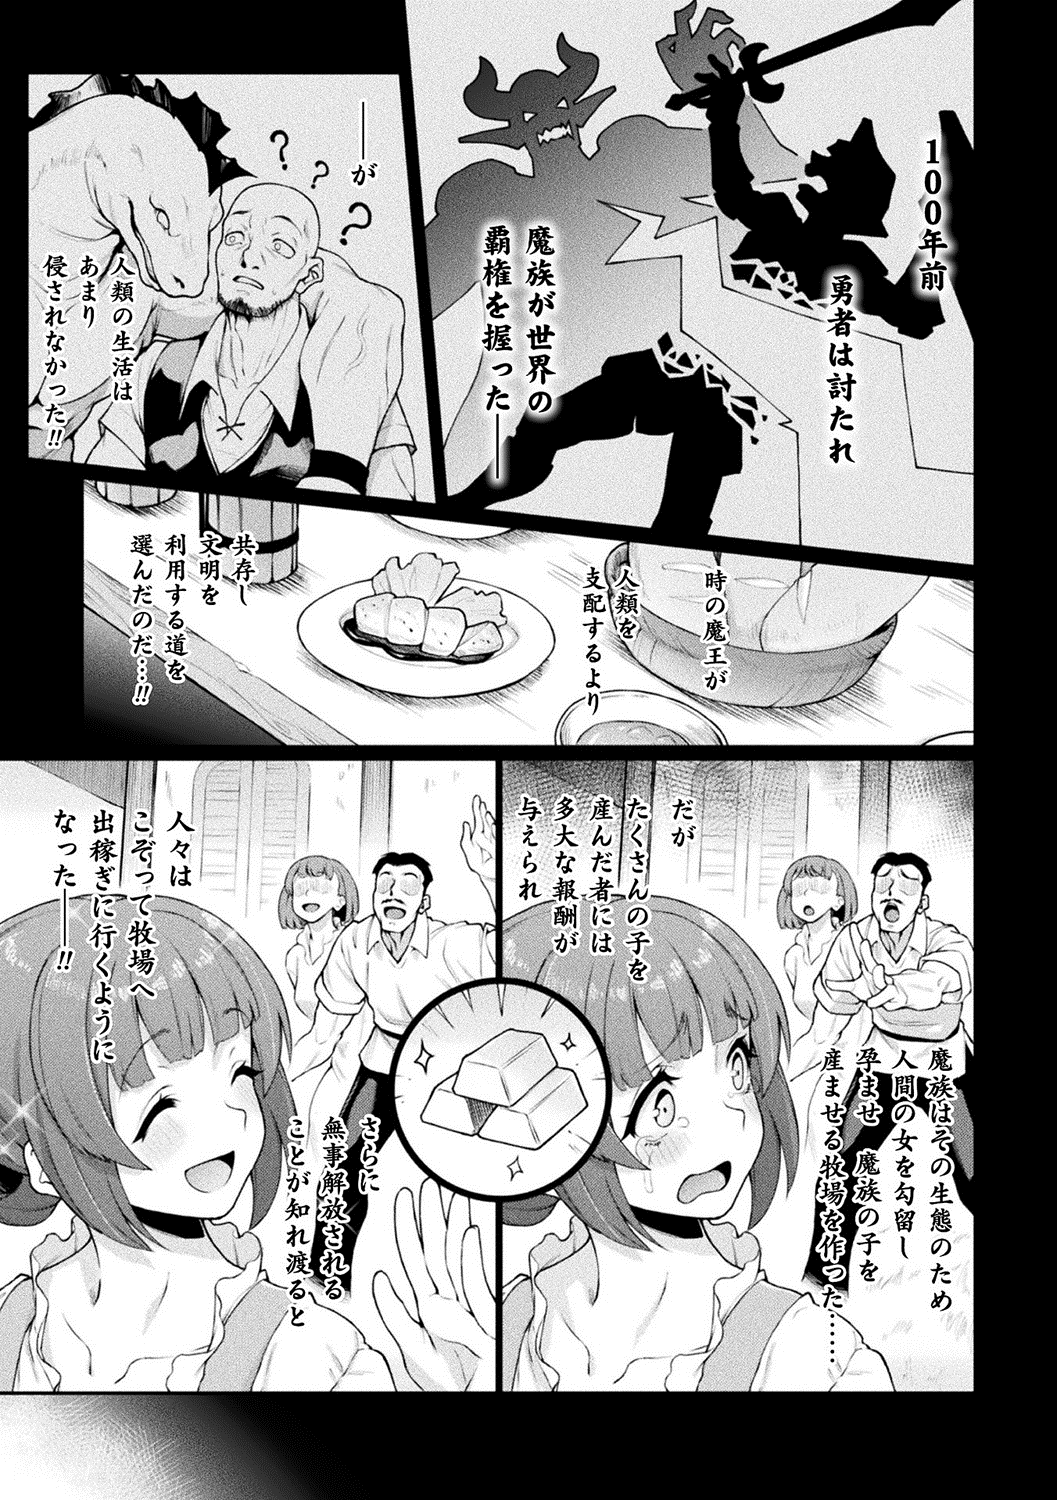 100年前
勇者は討たれ
魔族が世界の
覇権を握った――
――が
人類の生活は
あまり
侵されなかった!!
時の魔王が
人類を
支配するより
共存し
文明を
利用する道を
選んだのだ…!!
魔族はその生態のため
人間の女を勾留し
孕ませ 魔族の子を
産ませる牧場を作った……
だが
たくさんの子を
産んだ者には
多大な報酬が
与えられ
さらに
無事解放される
ことが知れ渡ると
人々は
こぞって牧場へ
出稼ぎに行くように
なった――!!
? ? ?